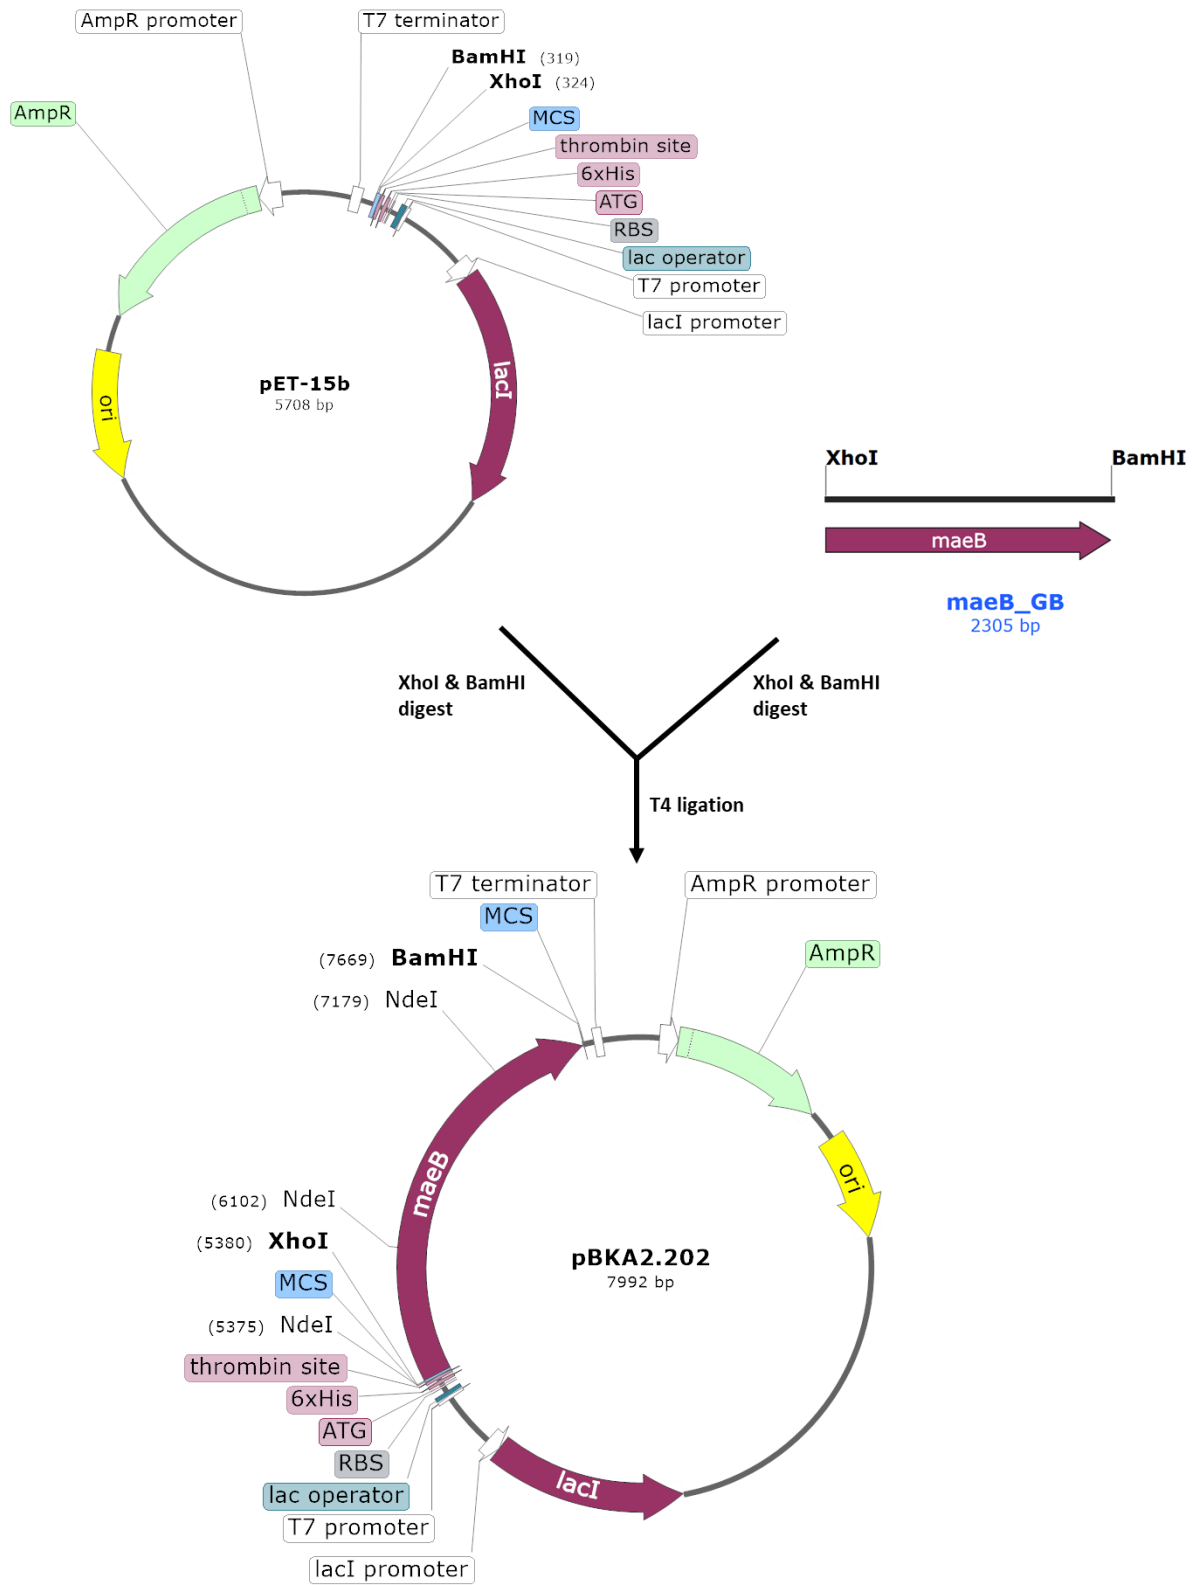 AmpR promoter
T7 terminator
BamHI (319)
XhoI (324)
AmpR
MCS
thrombin site
6xHis
ATG
RBS
lac operator
T7 promoter
lacI promoter
lacI
pET-15b
5708 bp
ori
XhoI
BamHI
maeB
maeB_GB
2305 bp
XhoI & BamHI
digest
XhoI & BamHI
digest
T4 ligation
T7 terminator
AmpR promoter
MCS
(7669) BamHI
AmpR
(7179) NdeI
maeB
ori
(6102) NdeI
(5380) XhoI
pBKA2.202
7992 bp
MCS
(5375) NdeI
thrombin site
6xHis
ATG
RBS
lac operator
lacI
T7 promoter
lacI promoter